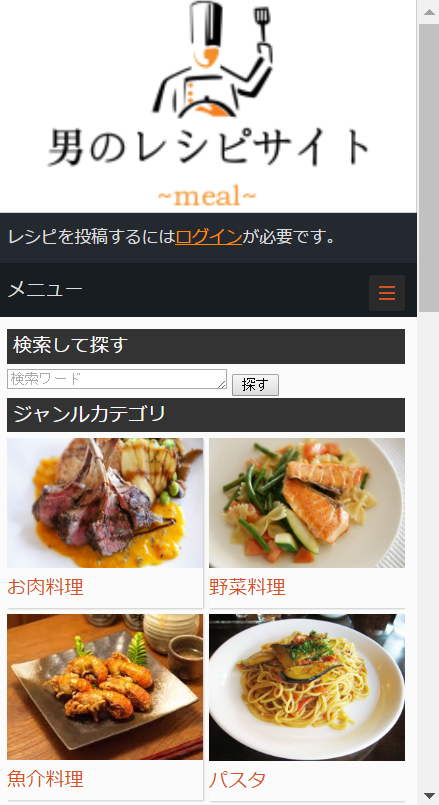 男のレシピサイト
~meal~
レシピを投稿するにはログインが必要です。
メニュー
検索して探す
検索ワード
探す
ジャンルカテゴリ
お肉料理
野菜料理
魚介料理
パスタ